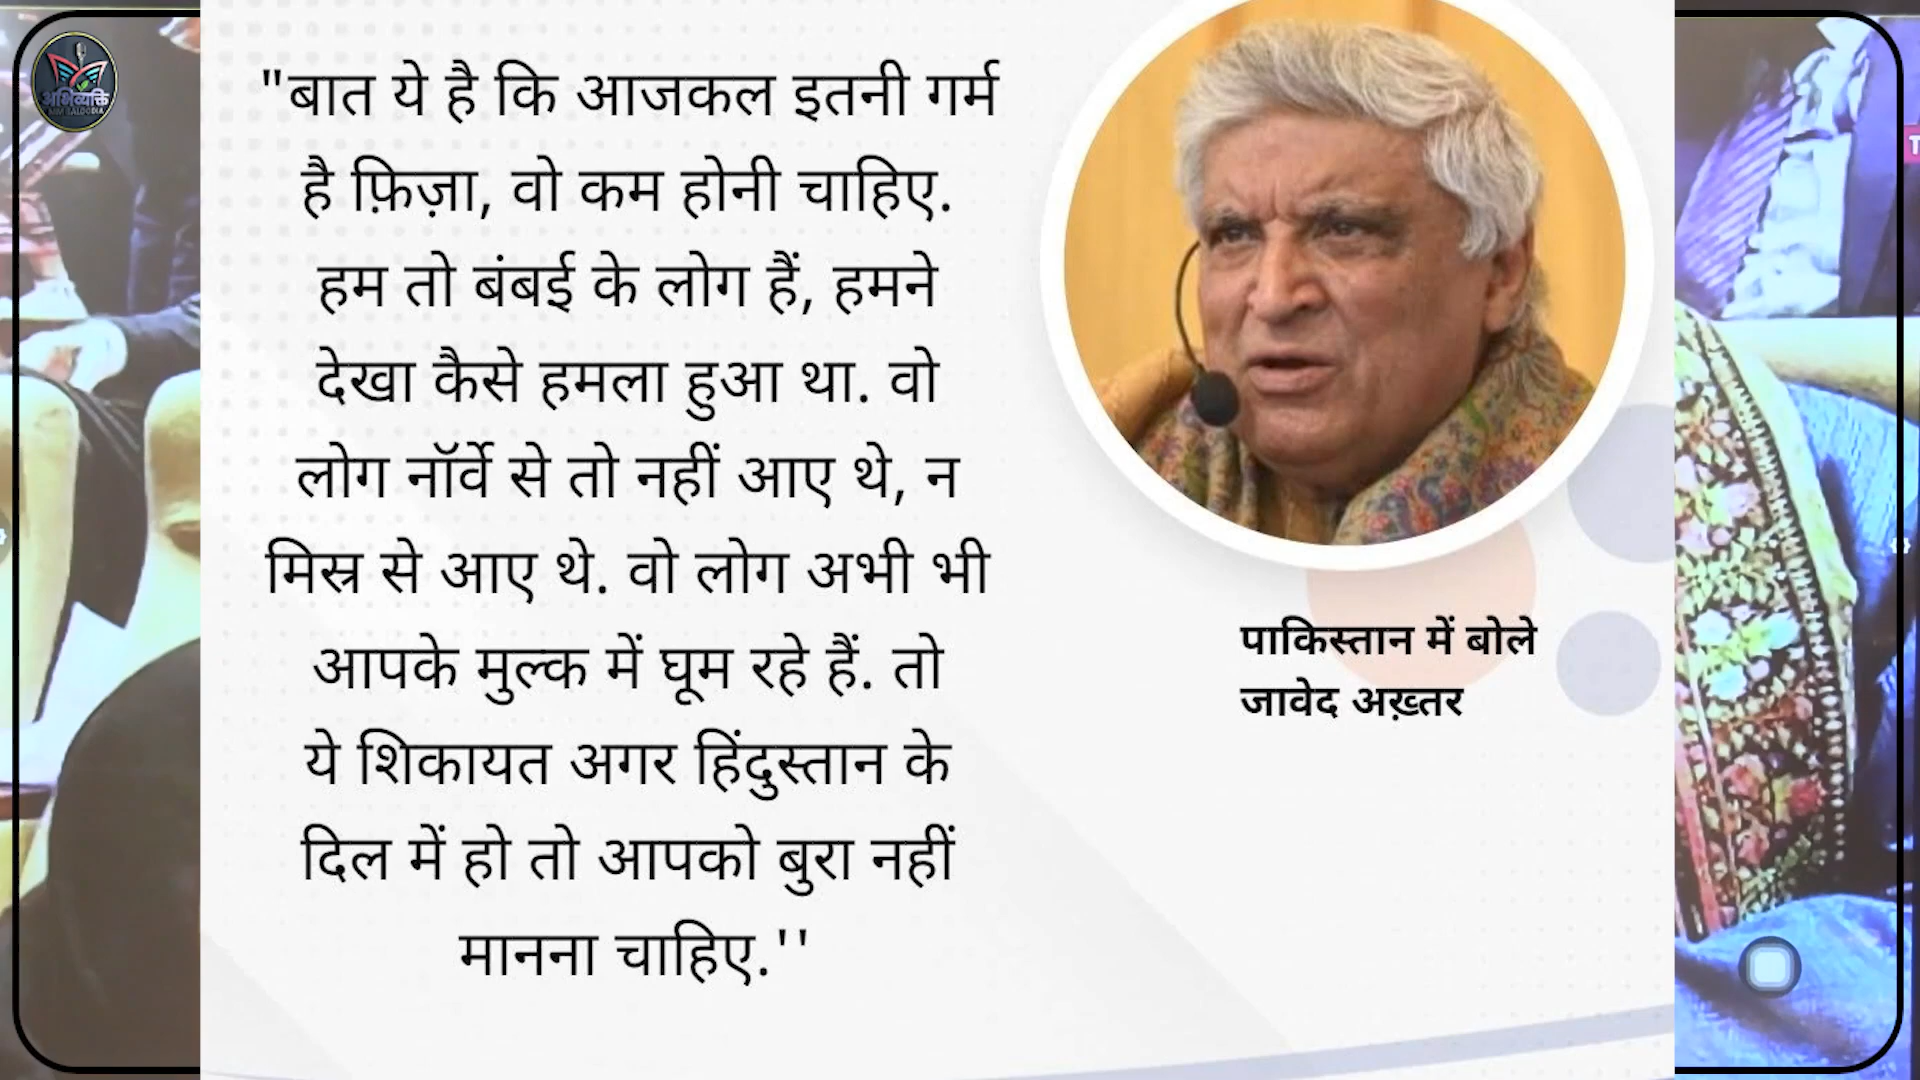 अभिव्यक्ति
"बात ये है कि आजकल इतनी गर्म
है फ़िज़ा, वो कम होनी चाहिए.
हम तो बंबई के लोग हैं, हमने
देखा कैसे हमला हुआ था. वो
लोग नॉर्वे से तो नहीं आए थे, न
मिस्र से आए थे. वो लोग अभी भी
आपके मुल्क में घूम रहे हैं. तो
ये शिकायत अगर हिंदुस्तान के
दिल में हो तो आपको बुरा नहीं
मानना चाहिए.''
पाकिस्तान में बोले
जावेद अख़्तर